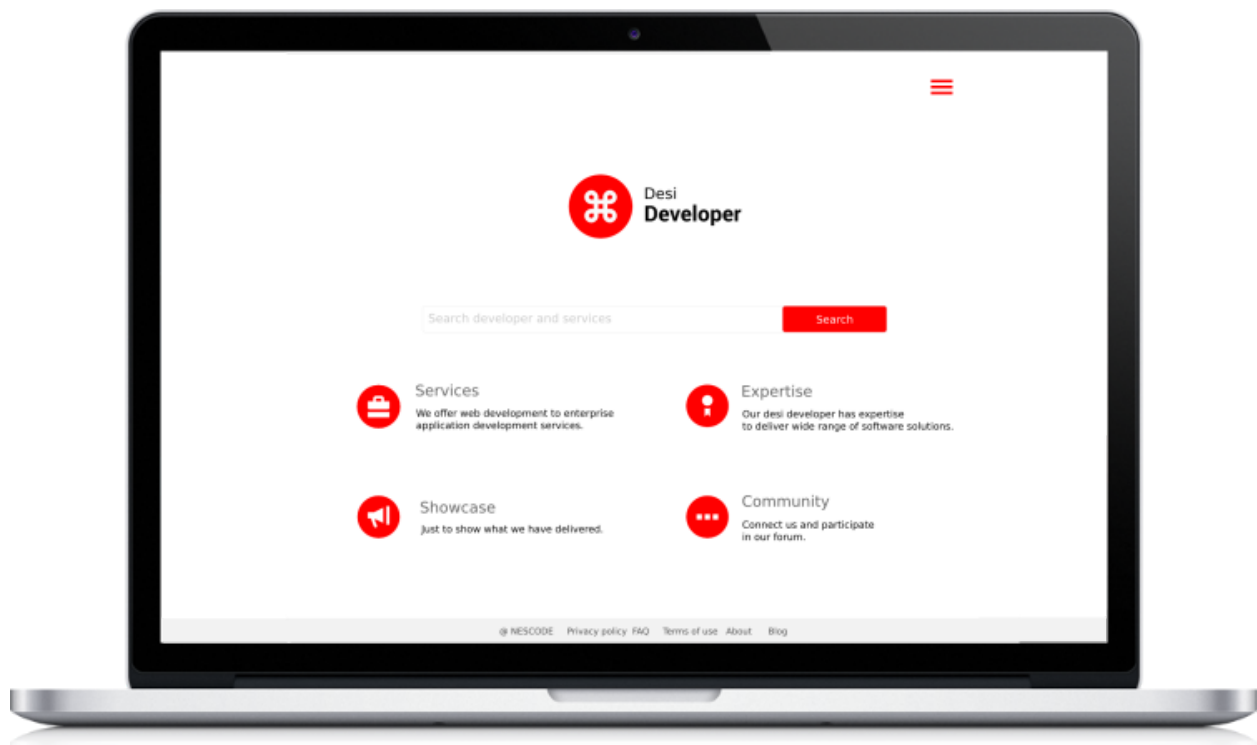 Desi
Developer
Search developer and services
Search
Services
We offer web development to enterprise
application development services.
Expertise
Our desi developer has expertise
to deliver wide range of software solutions.
Showcase
Just to show what we have delivered.
Community
Connect us and participate
in our forum.
@ NESCODE Privacy policy FAQ Terms of use About Blog